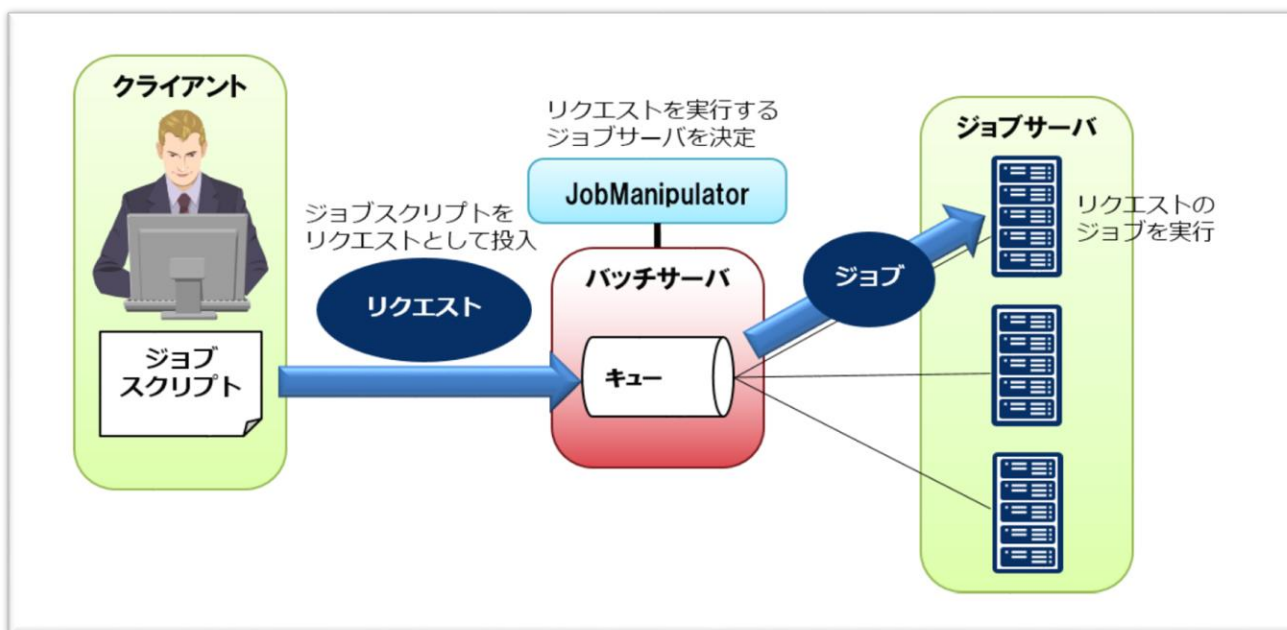 クライアント
ジョブ
スクリプト
ジョブスクリプトを
リクエストとして投入
リクエスト
リクエストを実行する
ジョブサーバを決定
JobManipulator
バッチサーバ
キュー
ジョブ
ジョブサーバ
リクエストの
ジョブを実行